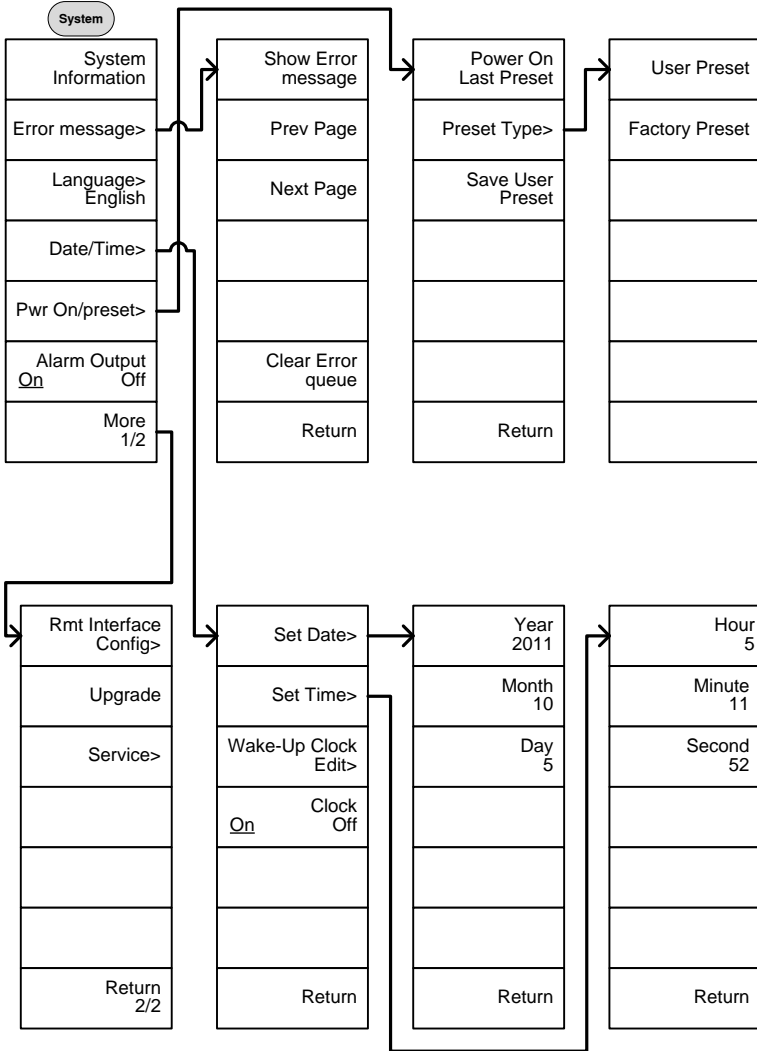 System
System
Information
Error message>
Language>
English
Date/Time>
Pwr On/preset>
Alarm Output
On Off
More
1/2
Show Error
message
Prev Page
Next Page
Clear Error
queue
Return
Power On
Last Preset
Preset Type>
Save User
Preset
Return
User Preset
Factory Preset
Rmt Interface
Config>
Upgrade
Service>
Return
2/2
Set Date>
Set Time>
Wake-Up Clock
Edit>
Clock
On Off
Return
Year
2011
Month
10
Day
5
Return
Hour
5
Minute
11
Second
52
Return